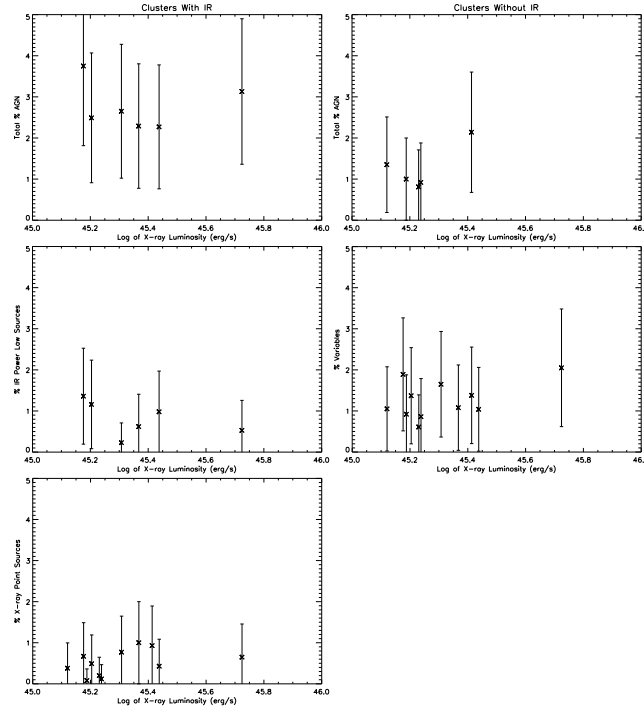 Clusters With IR
5
4
3
2
1
0
Total % AGN
45.0 45.2 45.4 45.6 45.8 46.0
Log of X-ray Luminosity (erg/s)
Clusters Without IR
5
4
3
2
1
0
Total % AGN
45.0 45.2 45.4 45.6 45.8 46.
Log of X-ray Luminosity (erg/s)
5
4
3
2
1
0
% IR Power Law Sources
45.0 45.2 45.4 45.6 45.8 46.0
Log of X-ray Luminosity (erg/s)
5
4
3
2
1
0
% Variables
45.0 45.2 45.4 45.6 45.8 46.
Log of X-ray Luminosity (erg/s)
5
4
3
2
1
0
% X-ray Point Sources
45.0 45.2 45.4 45.6 45.8 46.0
Log of X-ray Luminosity (erg/s)